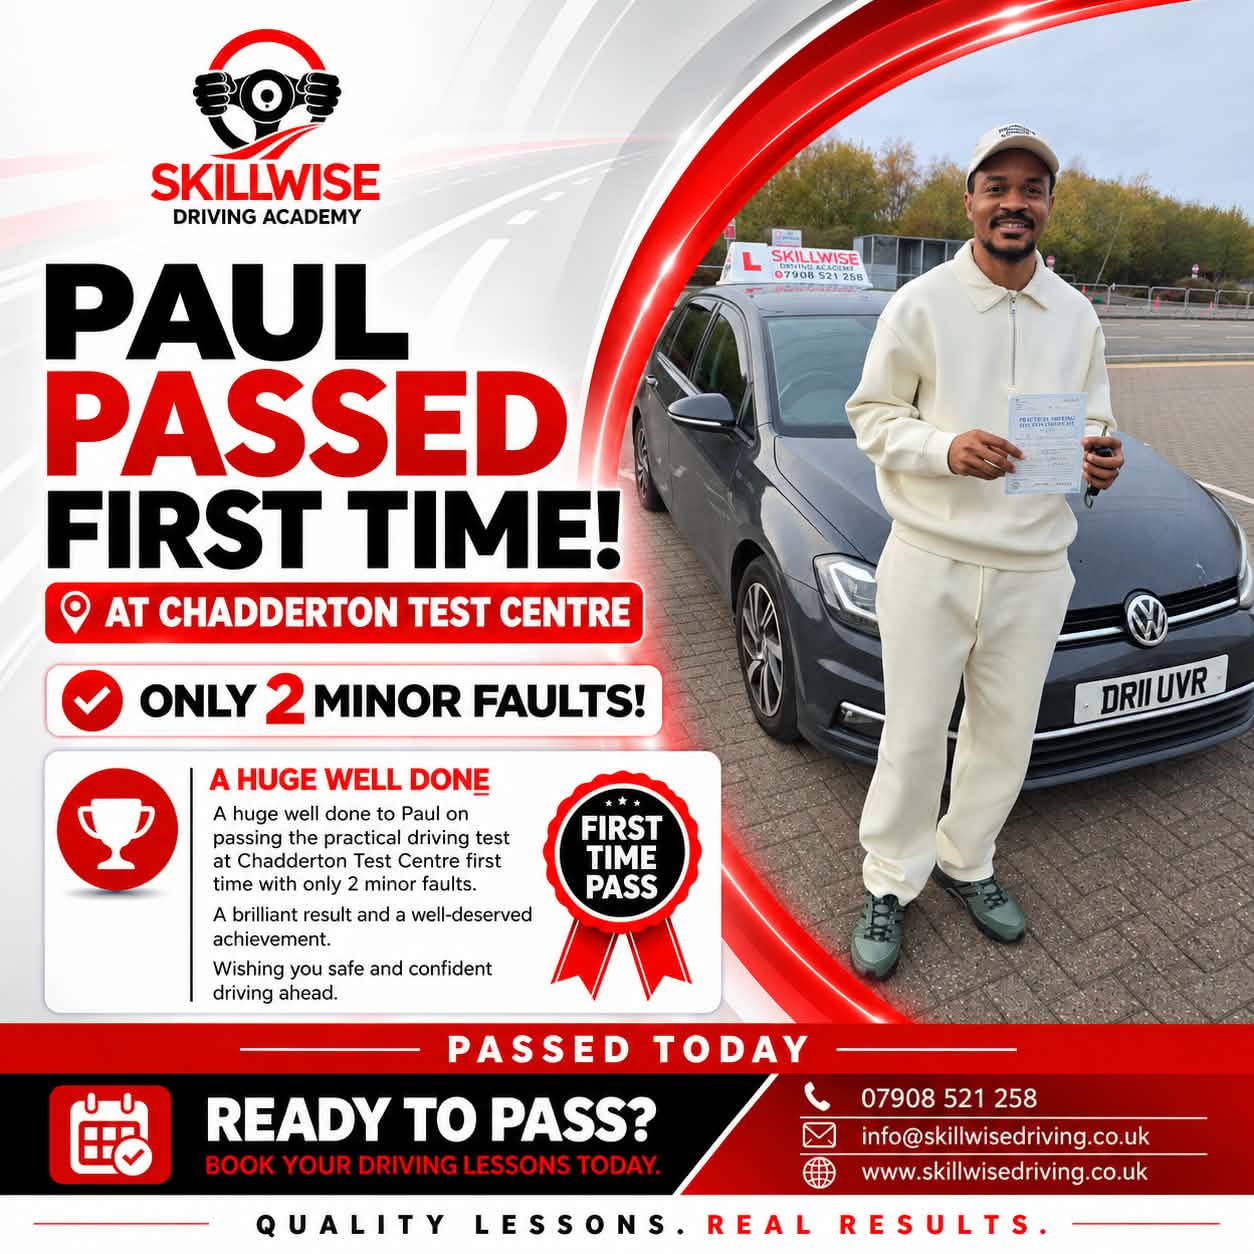 SKILLWISE
DRIVING ACADEMY
PAUL
PASSED
FIRST TIME!
AT CHADDERTON TEST CENTRE
ONLY 2 MINOR FAULTS!
A HUGE WELL DONE
A huge well done to Paul on
passing the practical driving test
at Chadderton Test Centre first
time with only 2 minor faults.
A brilliant result and a well-deserved
achievement.
Wishing you safe and confident
driving ahead.
FIRST
TIME
PASS
L SKILLWISE
DRIVING ACADEMY
07908 521 258
PRACTICAL DRIVING
DR11 UVR
PASSED TODAY
READY TO PASS?
BOOK YOUR DRIVING LESSONS TODAY.
07908 521 258
info@skillwisedriving.co.uk
www.skillwisedriving.co.uk
QUALITY LESSONS. REAL RESULTS.